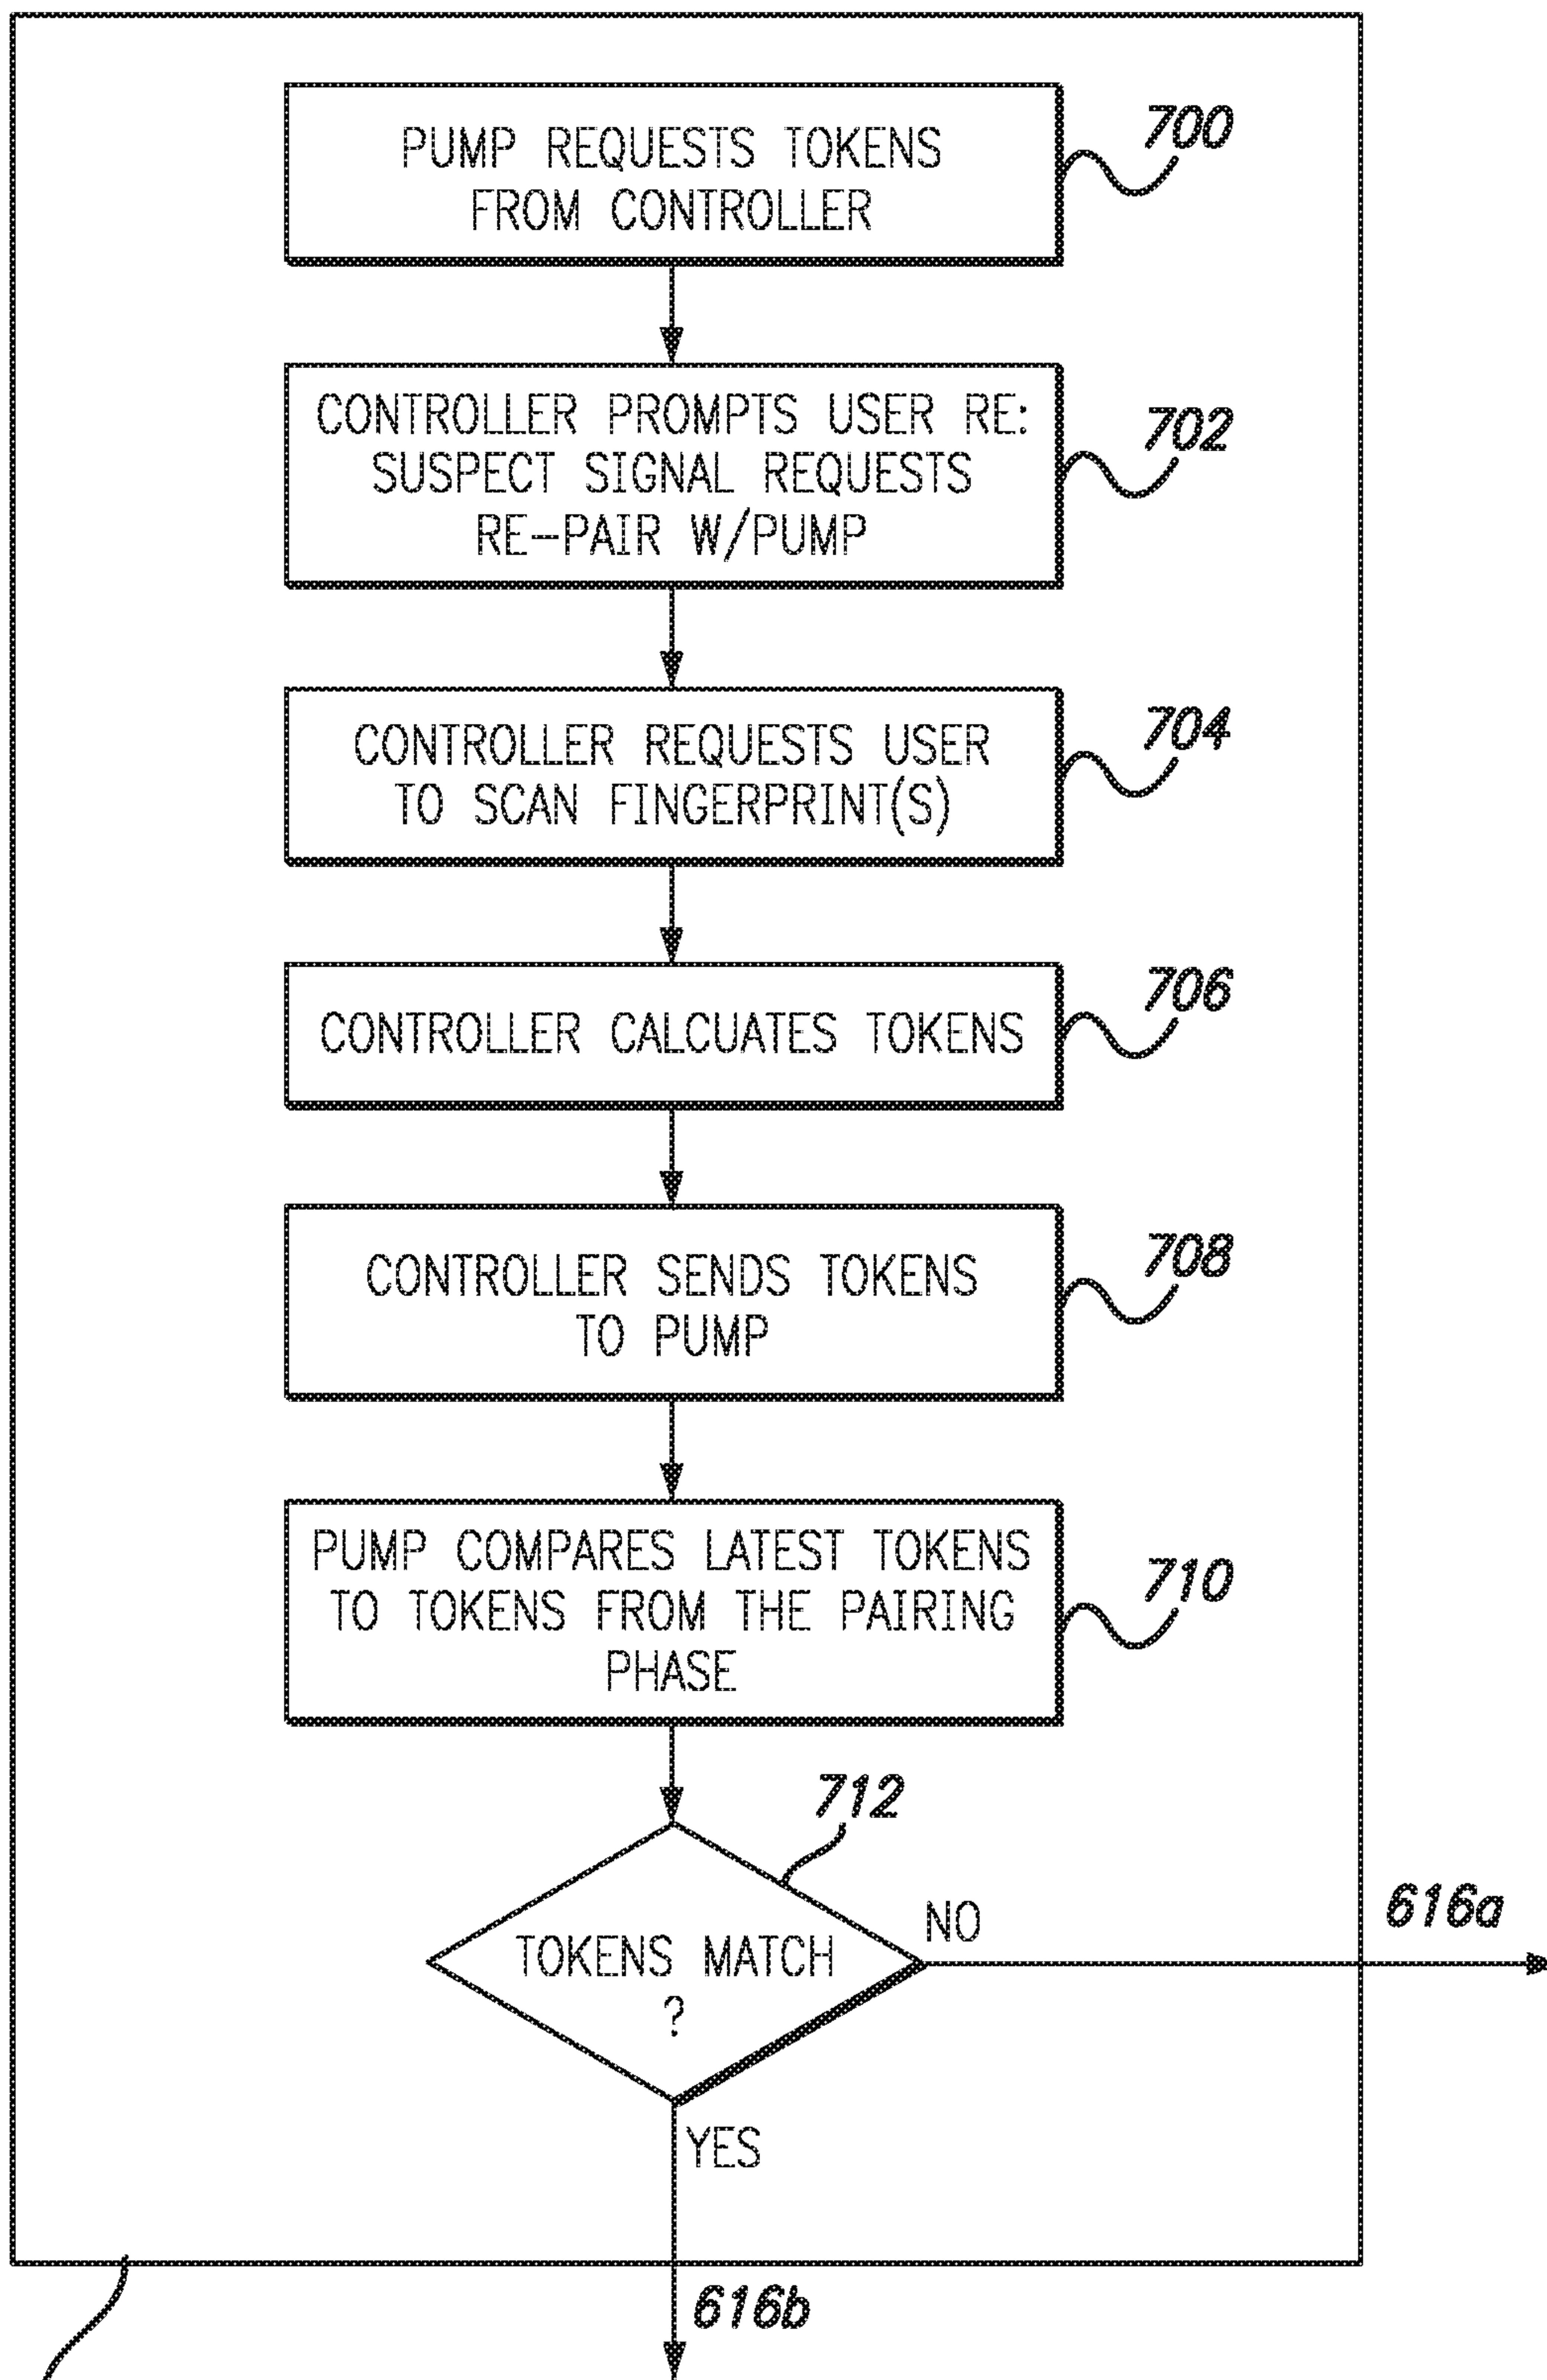 PUMP REQUESTS TOKENS
FROM CONTROLLER
700
CONTROLLER PROMPTS USER RE:
SUSPECT SIGNAL REQUESTS
RE-PAIR W/PUMP
702
CONTROLLER REQUESTS USER
TO SCAN FINGERPRINT(S)
704
CONTROLLER CALCUATES TOKENS
706
CONTROLLER SENDS TOKENS
TO PUMP
708
PUMP COMPARES LATEST TOKENS
TO TOKENS FROM THE PAIRING
PHASE
710
712
TOKENS MATCH
?
NO
616a
YES
616b